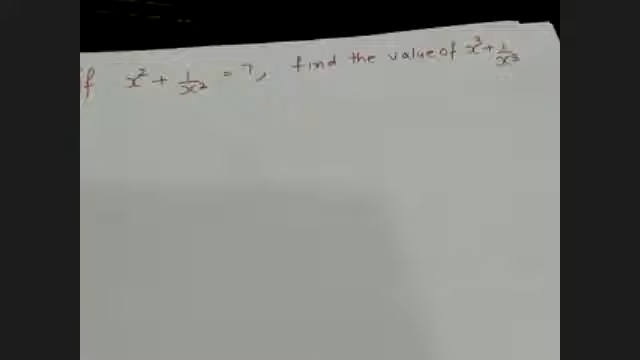 If x² + 1/x² = 7, find the value of x³ + 1/x³